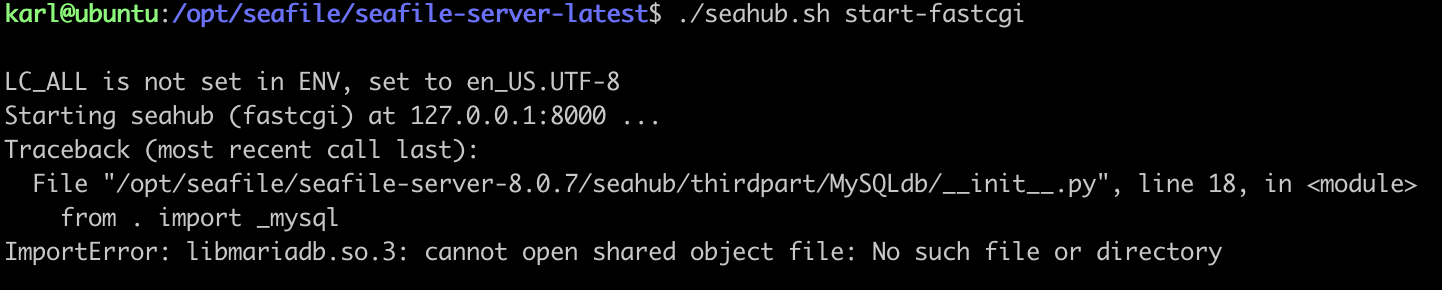 karl@ubuntu:/opt/seafile/seafile-server-latest$ ./seahub.sh start-fastcgi

LC_ALL is not set in ENV, set to en_US.UTF-8
Starting seahub (fastcgi) at 127.0.0.1:8000 ...
Traceback (most recent call last):
  File "/opt/seafile/seafile-server-8.0.7/seahub/thirdpart/MySQLdb/__init__.py", line 18, in <module>
    from . import _mysql
ImportError: libmariadb.so.3: cannot open shared object file: No such file or directory